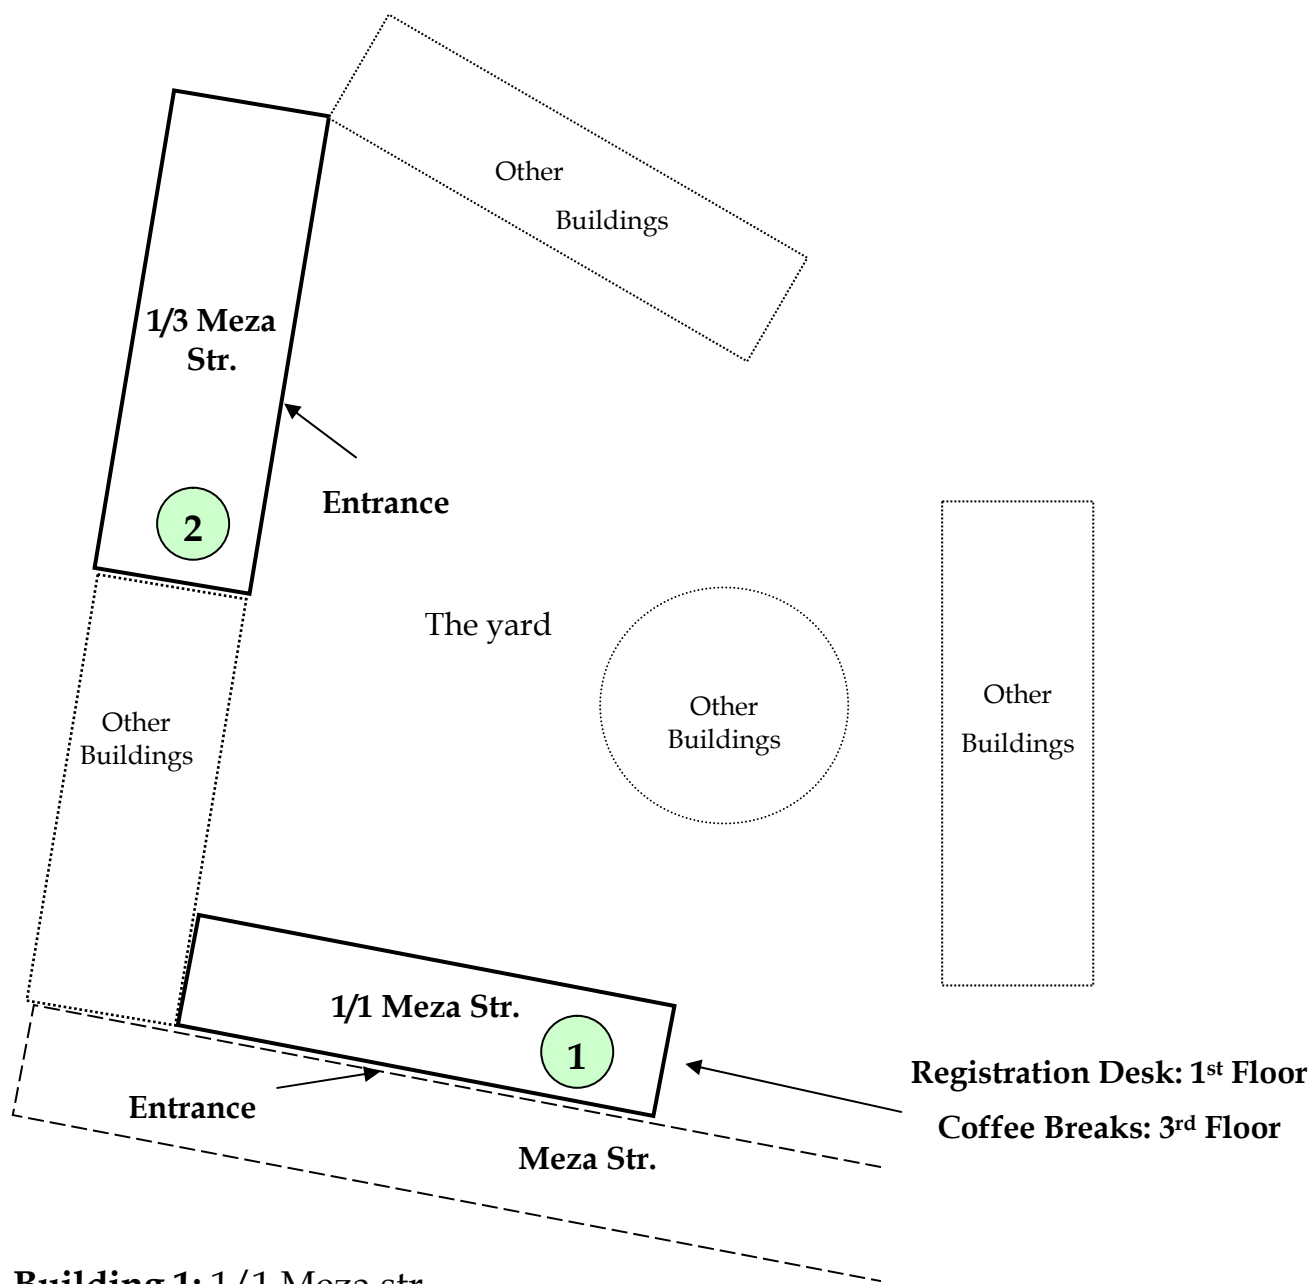 Other
Buildings
1/3 Meza
Str.
Entrance
2
The yard
Other
Buildings
Other
Buildings
Other
Buildings
1/1 Meza Str.
1
Entrance
Registration Desk: 1st Floor
Coffee Breaks: 3rd Floor
Meza Str.
Building 1: 1/1 Meza str.